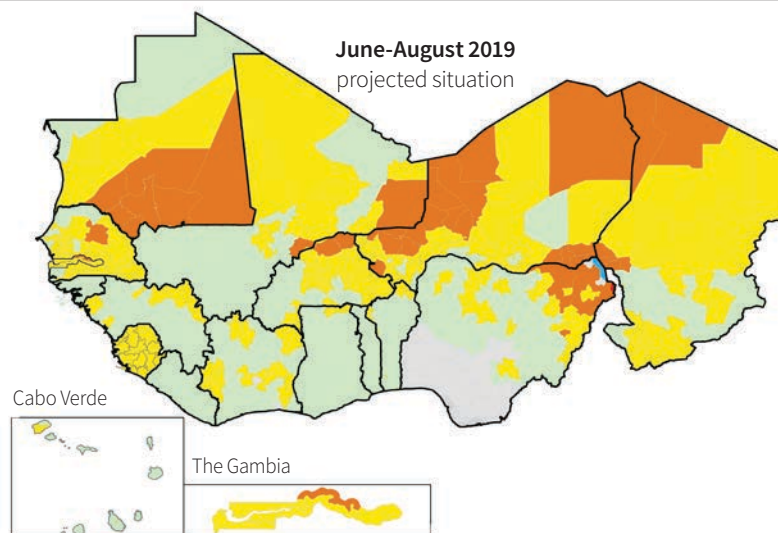 June-August 2019
projected situation
Cabo Verde
The Gambia